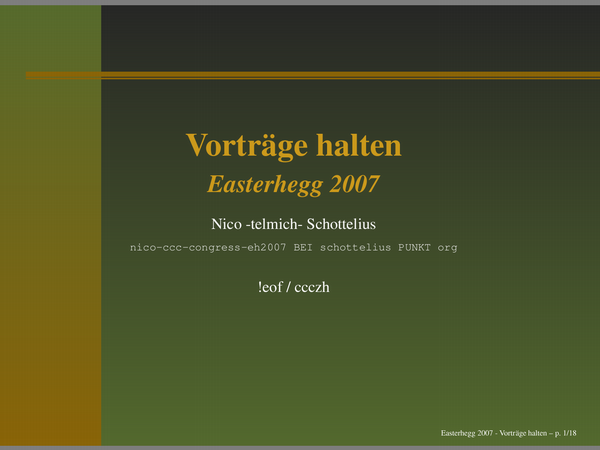 Vorträge halten
Easterhegg 2007
Nico -telmich- Schottelius
nico-ccc-congress-eh2007 BEI schottelius PUNKT org
!eof / ccczh
Easterhegg 2007 - Vorträge halten – p. 1/18